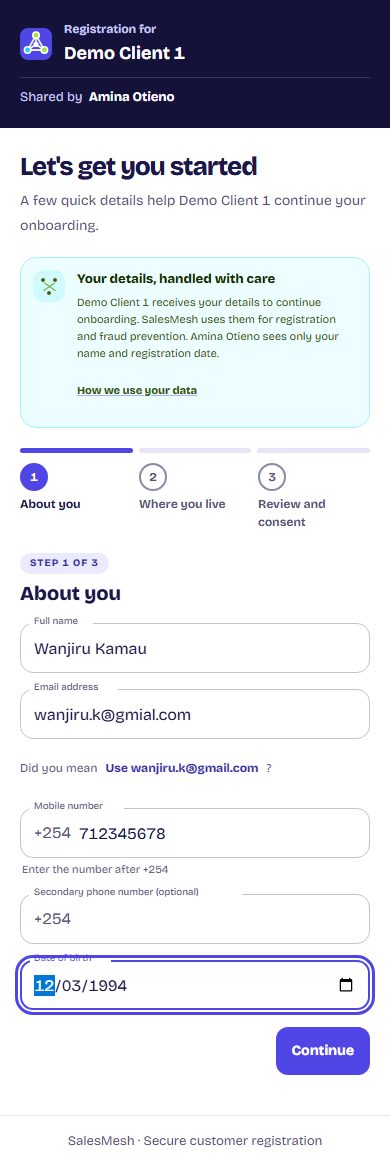 Registration for
Demo Client 1
Shared by Amina Otieno
Let's get you started
A few quick details help Demo Client 1 continue your
onboarding.
Your details, handled with care
Demo Client 1 receives your details to continue
onboarding. SalesMesh uses them for registration
and fraud prevention. Amina Otieno sees only your
name and registration date.
How we use your data
1
2
3
About you
Where you live
Review and
consent
STEP 1 OF 3
About you
Full name
Wanjiru Kamau
Email address
wanjiru.k@gmial.com
Did you mean Use wanjiru.k@gmail.com ?
Mobile number
+254 712345678
Enter the number after +254
Secondary phone number (optional)
+254
Date of birth
12/03/1994
Continue
SalesMesh · Secure customer registration